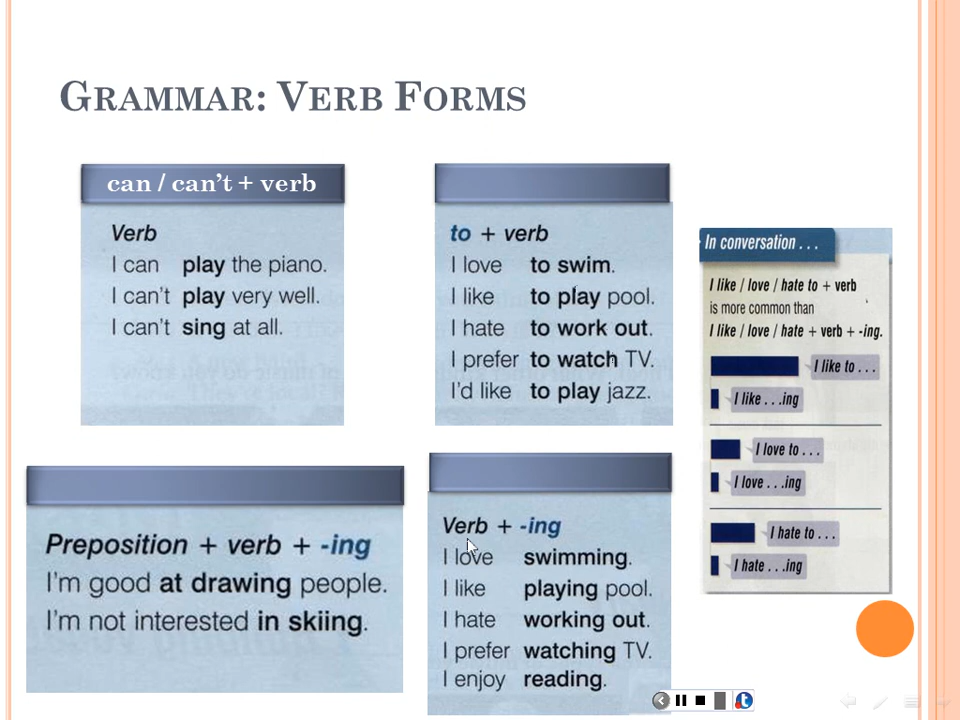 GRAMMAR: VERB FORMS
can / can't + verb
Verb
I can play the piano.
I can't play very well.
I can't sing at all.
to + verb
I love to swim.
I like to play pool.
I hate to work out.
I prefer to watch TV.
I'd like to play jazz.
In conversation . . .
I like / love / hate to + verb
is more common than
I like / love / hate + verb + -ing.
I like to . . .
I like . . .ing
I love to . . .
I love . . .ing
I hate to . . .
I hate . . .ing
Preposition + verb + -ing
I'm good at drawing people.
I'm not interested in skiing.
Verb + -ing
I love swimming.
I like playing pool.
I hate working out.
I prefer watching TV.
I enjoy reading.